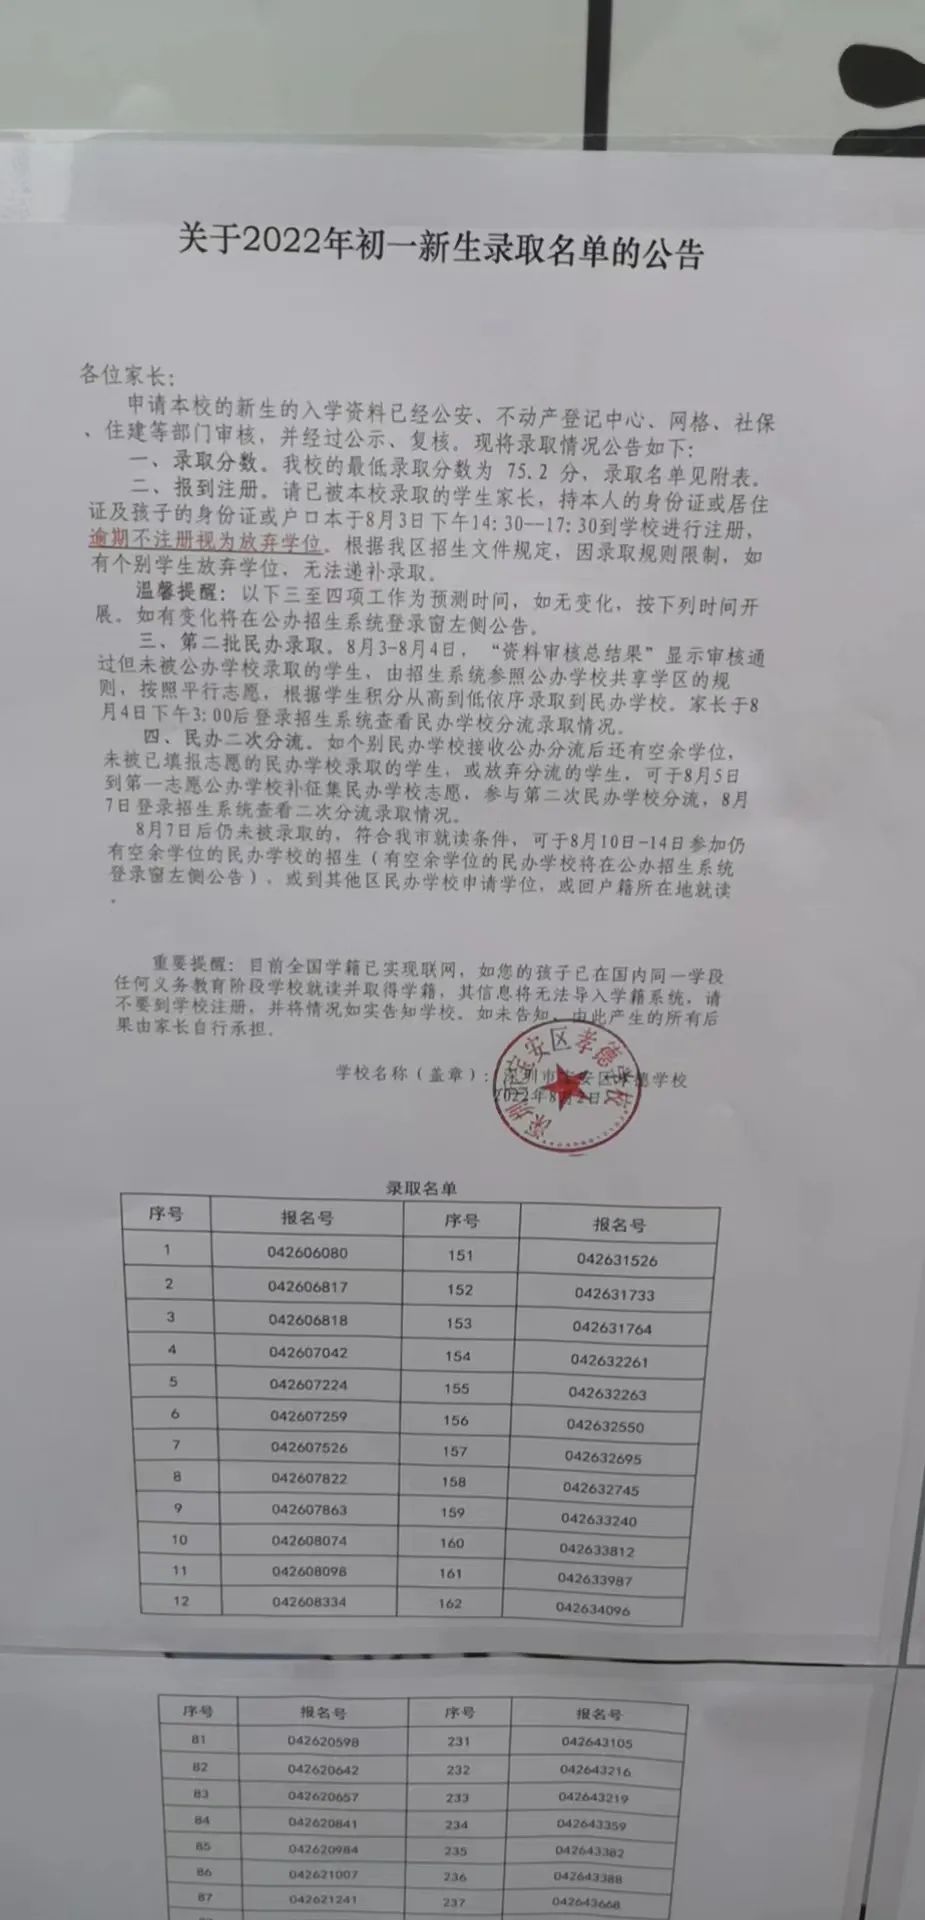 关于2022年初一新生录取名单的公告
各位家长：
申请本校的新生的入学资料已经公安、不动产登记中心、网格、社保
、住建等部门审核，并经过公示、复核。现将录取情况公告如下：
一、录取分数。我校的最低录取分数为 75.2 分，录取名单见附表。
二、报到注册。请已被本校录取的学生家长，持本人的身份证或居住
证及孩子的身份证或户口本于8月3日下午14：30—17：30到学校进行注册，
逾期不注册视为放弃学位。根据我区招生文件规定，因录取规则限制，如
有个别学生放弃学位，无法递补录取。
温馨提醒：以下三至四项工作为预测时间，如无变化，按下列时间开
展。如有变化将在公办招生系统登录窗左侧公告。
三、第二批民办录取。8月3-8月4日，“资料审核总结果”显示审核通
过但未被公办学校录取的学生，由招生系统参照公办学校共享学区的规
则，按照平行志愿，根据学生积分从高到低依序录取到民办学校。家长于8
月4日下午3：00后登录招生系统查看民办学校分流录取情况。
四、民办二次分流。如个别民办学校接收公办分流后还有空余学位，
未被已填报志愿的民办学校录取的学生，或放弃分流的学生，可于8月5日
到第一志愿公办学校补征集民办学校志愿，参与第二次民办学校分流，8月
7日登录招生系统查看二次分流录取情况。
8月7日后仍未被录取的，符合我市就读条件，可于8月10日-14日参加仍
有空余学位的民办学校的招生（有空余学位的民办学校将在公办招生系统
登录窗左侧公告），或到其他区民办学校申请学位，或回户籍所在地就读
。
重要提醒：目前全国学籍已实现联网，如您的孩子已在国内同一学段
任何义务教育阶段学校就读并取得学籍，其信息将无法导入学籍系统，请
不要到学校注册，并将情况如实告知学校。如未告知，由此产生的所有后
果由家长自行承担。
学校名称（盖章）：深圳市宝安区孝德学校
2022年8月2日
深圳市宝安区孝德学校
录取名单
序号 报名号 序号 报名号
1 042606080 151 042631526
2 042606817 152 042631733
3 042606818 153 042631764
4 042607042 154 042632261
5 042607224 155 042632263
6 042607259 156 042632550
7 042607526 157 042632695
8 042607822 158 042632745
9 042607863 159 042633240
10 042608074 160 042633812
11 042608098 161 042633987
12 042608334 162 042634096
序号 报名号 序号 报名号
81 042620598 231 042643105
82 042620642 232 042643216
83 042620657 233 042643219
84 042620841 234 042643359
85 042620984 235 042643382
86 042621007 236 042643388
87 042621241 237 042643668